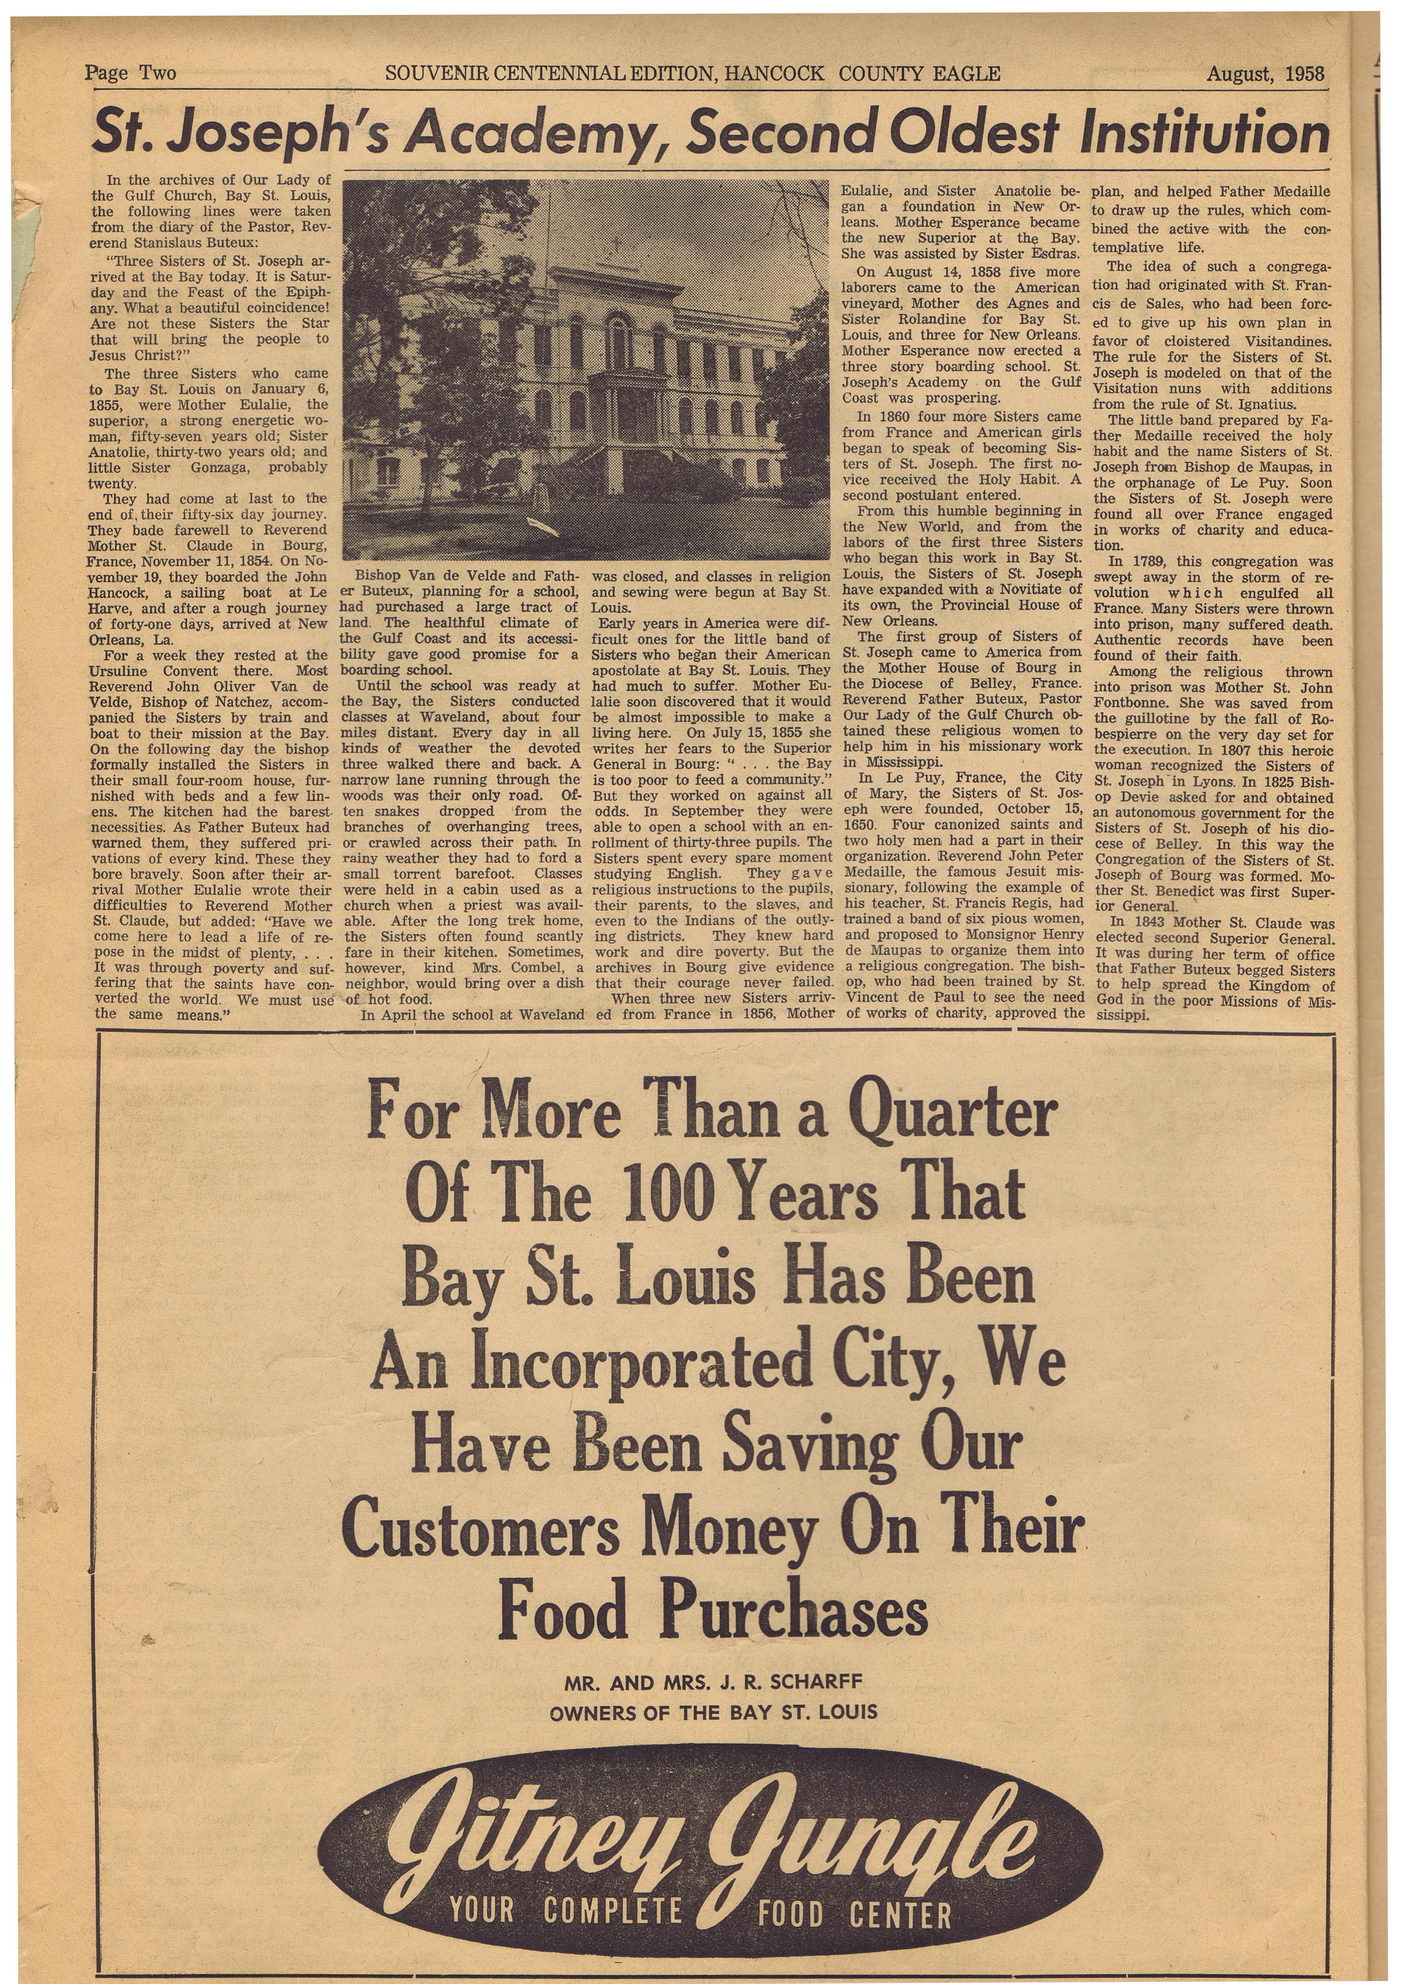 Page Two
SOUVENIR CENTENNIAL EDITION, HANCOCK COUNTY EAGLE
August, 1958
St. Joseph's Academy, Second Oldest Institution
In the archives of Our Lady of
the Gulf Church, Bay St. Louis,
the following lines were taken
from the diary of the Pastor, Rev-
erend Stanislaus Buteux:
"Three Sisters of St. Joseph ar-
rived at the Bay today. It is Satur-
day and the Feast of the Epiph-
any. What a beautiful coincidence!
Are not these Sisters the Star
that will bring the people to
Jesus Christ?"
The three Sisters who came
to Bay St. Louis on January 6,
1855, were Mother Eulalie, the
superior, a strong energetic wo-
man, fifty-seven years old; Sister
Anatolie, thirty-two years old; and
little Sister Gonzaga, probably
twenty.
They had come at last to the
end of their fifty-six day journey.
They bade farewell to Reverend
Mother St. Claude in Bourg,
France, November 11, 1854. On No-
vember 19, they boarded the John
Hancock, a sailing boat at Le
Harve, and after a rough journey
of forty-one days, arrived at New
Orleans, La.
For a week they rested at the
Ursuline Convent there. Most
Reverend John Oliver Van de
Velde, Bishop of Natchez, accom-
panied the Sisters by train and
boat to their mission at the Bay.
On the following day the bishop
formally installed the Sisters in
their small four-room house, fur-
nished with beds and a few lin-
ens. The kitchen had the barest
necessities. As Father Buteux had
warned them, they suffered pri-
vations of every kind. These they
bore bravely. Soon after their ar-
rival Mother Eulalie wrote their
difficulties to Reverend Mother
St. Claude, but added: "Have we
come here to lead a life of re-
pose in the midst of plenty, . . .
It was through poverty and suf-
fering that the saints have con-
verted the world. We must use
the same means."
Bishop Van de Velde and Fath-
er Buteux, planning for a school,
had purchased a large tract of
land. The healthful climate of
the Gulf Coast and its accessi-
bility gave good promise for a
boarding school.
Until the school was ready at
the Bay, the Sisters conducted
classes at Waveland, about four
miles distant. Every day in all
kinds of weather the devoted
three walked there and back. A
narrow lane running through the
woods was their only road. Of-
ten snakes dropped from the
branches of overhanging trees,
or crawled across their path. In
rainy weather they had to ford a
small torrent barefoot. Classes
were held in a cabin used as a
church when a priest was avail-
able. After the long trek home,
the Sisters often found scantly
fare in their kitchen. Sometimes,
however, kind Mrs. Combel, a
neighbor, would bring over a dish
of hot food.
In April the school at Waveland
was closed, and classes in religion
and sewing were begun at Bay St.
Louis.
Early years in America were dif-
ficult ones for the little band of
Sisters who began their American
apostolate at Bay St. Louis. They
had much to suffer. Mother Eu-
lalie soon discovered that it would
be almost impossible to make a
living here. On July 15, 1855 she
writes her fears to the Superior
General in Bourg: " . . . the Bay
is too poor to feed a community."
But they worked on against all
odds. In September they were
able to open a school with an en-
rollment of thirty-three pupils. The
Sisters spent every spare moment
studying English. They gave
religious instructions to the pupils,
their parents, to the slaves, and
even to the Indians of the outly-
ing districts. They knew hard
work and dire poverty. But the
archives in Bourg give evidence
that their courage never failed.
When three new Sisters arriv-
ed from France in 1856, Mother
Eulalie, and Sister Anatolie be-
gan a foundation in New Or-
leans. Mother Esperance became
the new Superior at the Bay.
She was assisted by Sister Esdras.
On August 14, 1858 five more
laborers came to the American
vineyard, Mother des Agnes and
Sister Rolandine for Bay St.
Louis, and three for New Orleans.
Mother Esperance now erected a
three story boarding school. St.
Joseph's Academy on the Gulf
Coast was prospering.
In 1860 four more Sisters came
from France and American girls
began to speak of becoming Sis-
ters of St. Joseph. The first no-
vice received the Holy Habit. A
second postulant entered.
From this humble beginning in
the New World, and from the
labors of the first three Sisters
who began this work in Bay St.
Louis, the Sisters of St. Joseph
have expanded with a Novitiate of
its own, the Provincial House of
New Orleans.
The first group of Sisters of
St. Joseph came to America from
the Mother House of Bourg in
the Diocese of Belley, France.
Reverend Father Buteux, Pastor
Our Lady of the Gulf Church ob-
tained these religious women to
help him in his missionary work
in Mississippi.
In Le Puy, France, the City
of Mary, the Sisters of St. Jos-
eph were founded, October 15,
1650. Four canonized saints and
two holy men had a part in their
organization. Reverend John Peter
Medaille, the famous Jesuit mis-
sionary, following the example of
his teacher, St. Francis Regis, had
trained a band of six pious women,
and proposed to Monsignor Henry
de Maupas to organize them into
a religious congregation. The bish-
op, who had been trained by St.
Vincent de Paul to see the need
of works of charity, approved the
plan, and helped Father Medaille
to draw up the rules, which com-
bined the active with the con-
templative life.
The idea of such a congrega-
tion had originated with St. Fran-
cis de Sales, who had been forc-
ed to give up his own plan in
favor of cloistered Visitandines.
The rule for the Sisters of St.
Joseph is modeled on that of the
Visitation nuns with additions
from the rule of St. Ignatius.
The little band prepared by Fa-
ther Medaille received the holy
habit and the name Sisters of St.
Joseph from Bishop de Maupas, in
the orphanage of Le Puy. Soon
the Sisters of St. Joseph were
found all over France engaged
in works of charity and educa-
tion.
In 1789, this congregation was
swept away in the storm of re-
volution which engulfed all
France. Many Sisters were thrown
into prison, many suffered death.
Authentic records have been
found of their faith.
Among the religious thrown
into prison was Mother St. John
Fontbonne. She was saved from
the guillotine by the fall of Ro-
bespierre on the very day set for
the execution. In 1807 this heroic
woman recognized the Sisters of
St. Joseph in Lyons. In 1825 Bish-
op Devie asked for and obtained
an autonomous government for the
Sisters of St. Joseph of his dio-
cese of Belley. In this way the
Congregation of the Sisters of St.
Joseph of Bourg was formed. Mo-
ther St. Benedict was first Super-
ior General.
In 1843 Mother St. Claude was
elected second Superior General.
It was during her term of office
that Father Buteux begged Sisters
to help spread the Kingdom of
God in the poor Missions of Mis-
sissippi.
For More Than a Quarter
Of The 100 Years That
Bay St. Louis Has Been
An Incorporated City, We
Have Been Saving Our
Customers Money On Their
Food Purchases
MR. AND MRS. J. R. SCHARFF
OWNERS OF THE BAY ST. LOUIS
Jitney Jungle
YOUR COMPLETE FOOD CENTER